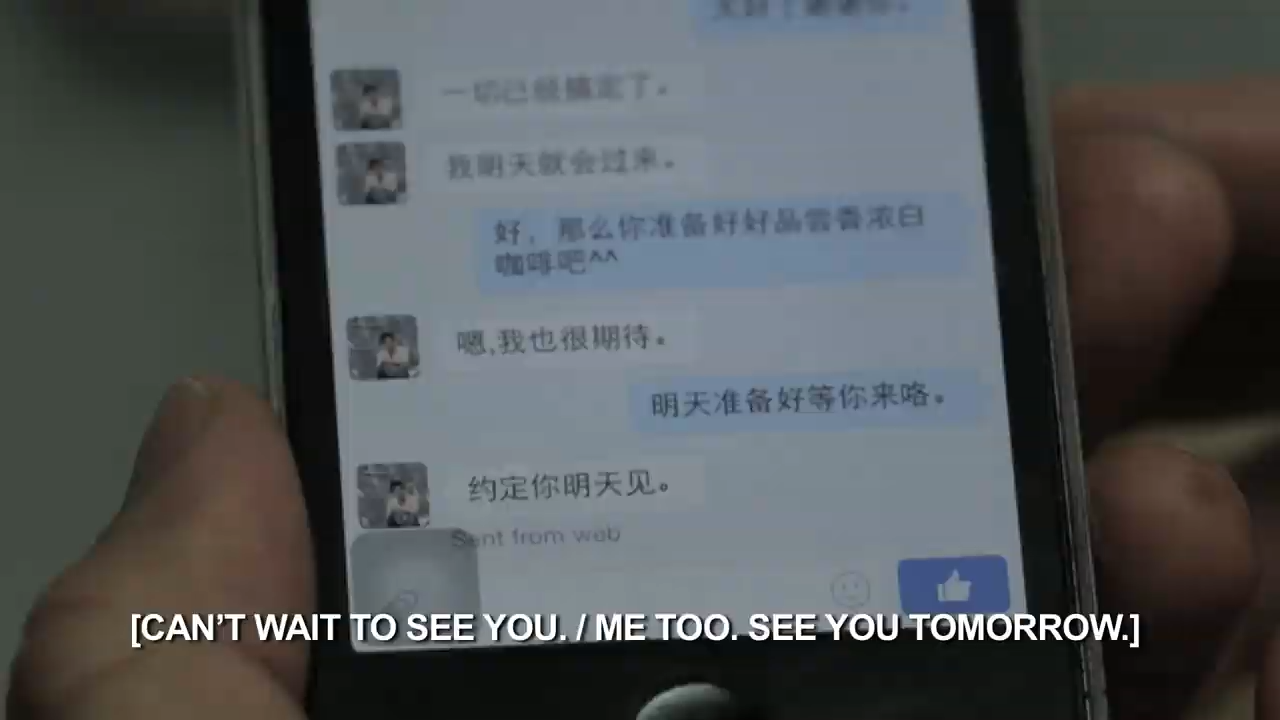 一切已经搞定了。
我明天就会过来。
好，那么你准备好好品尝香浓白
咖啡吧^^
嗯,我也很期待。
明天准备好等你来咯。
约定你明天见。
Sent from web
[CAN'T WAIT TO SEE YOU. / ME TOO. SEE YOU TOMORROW.]